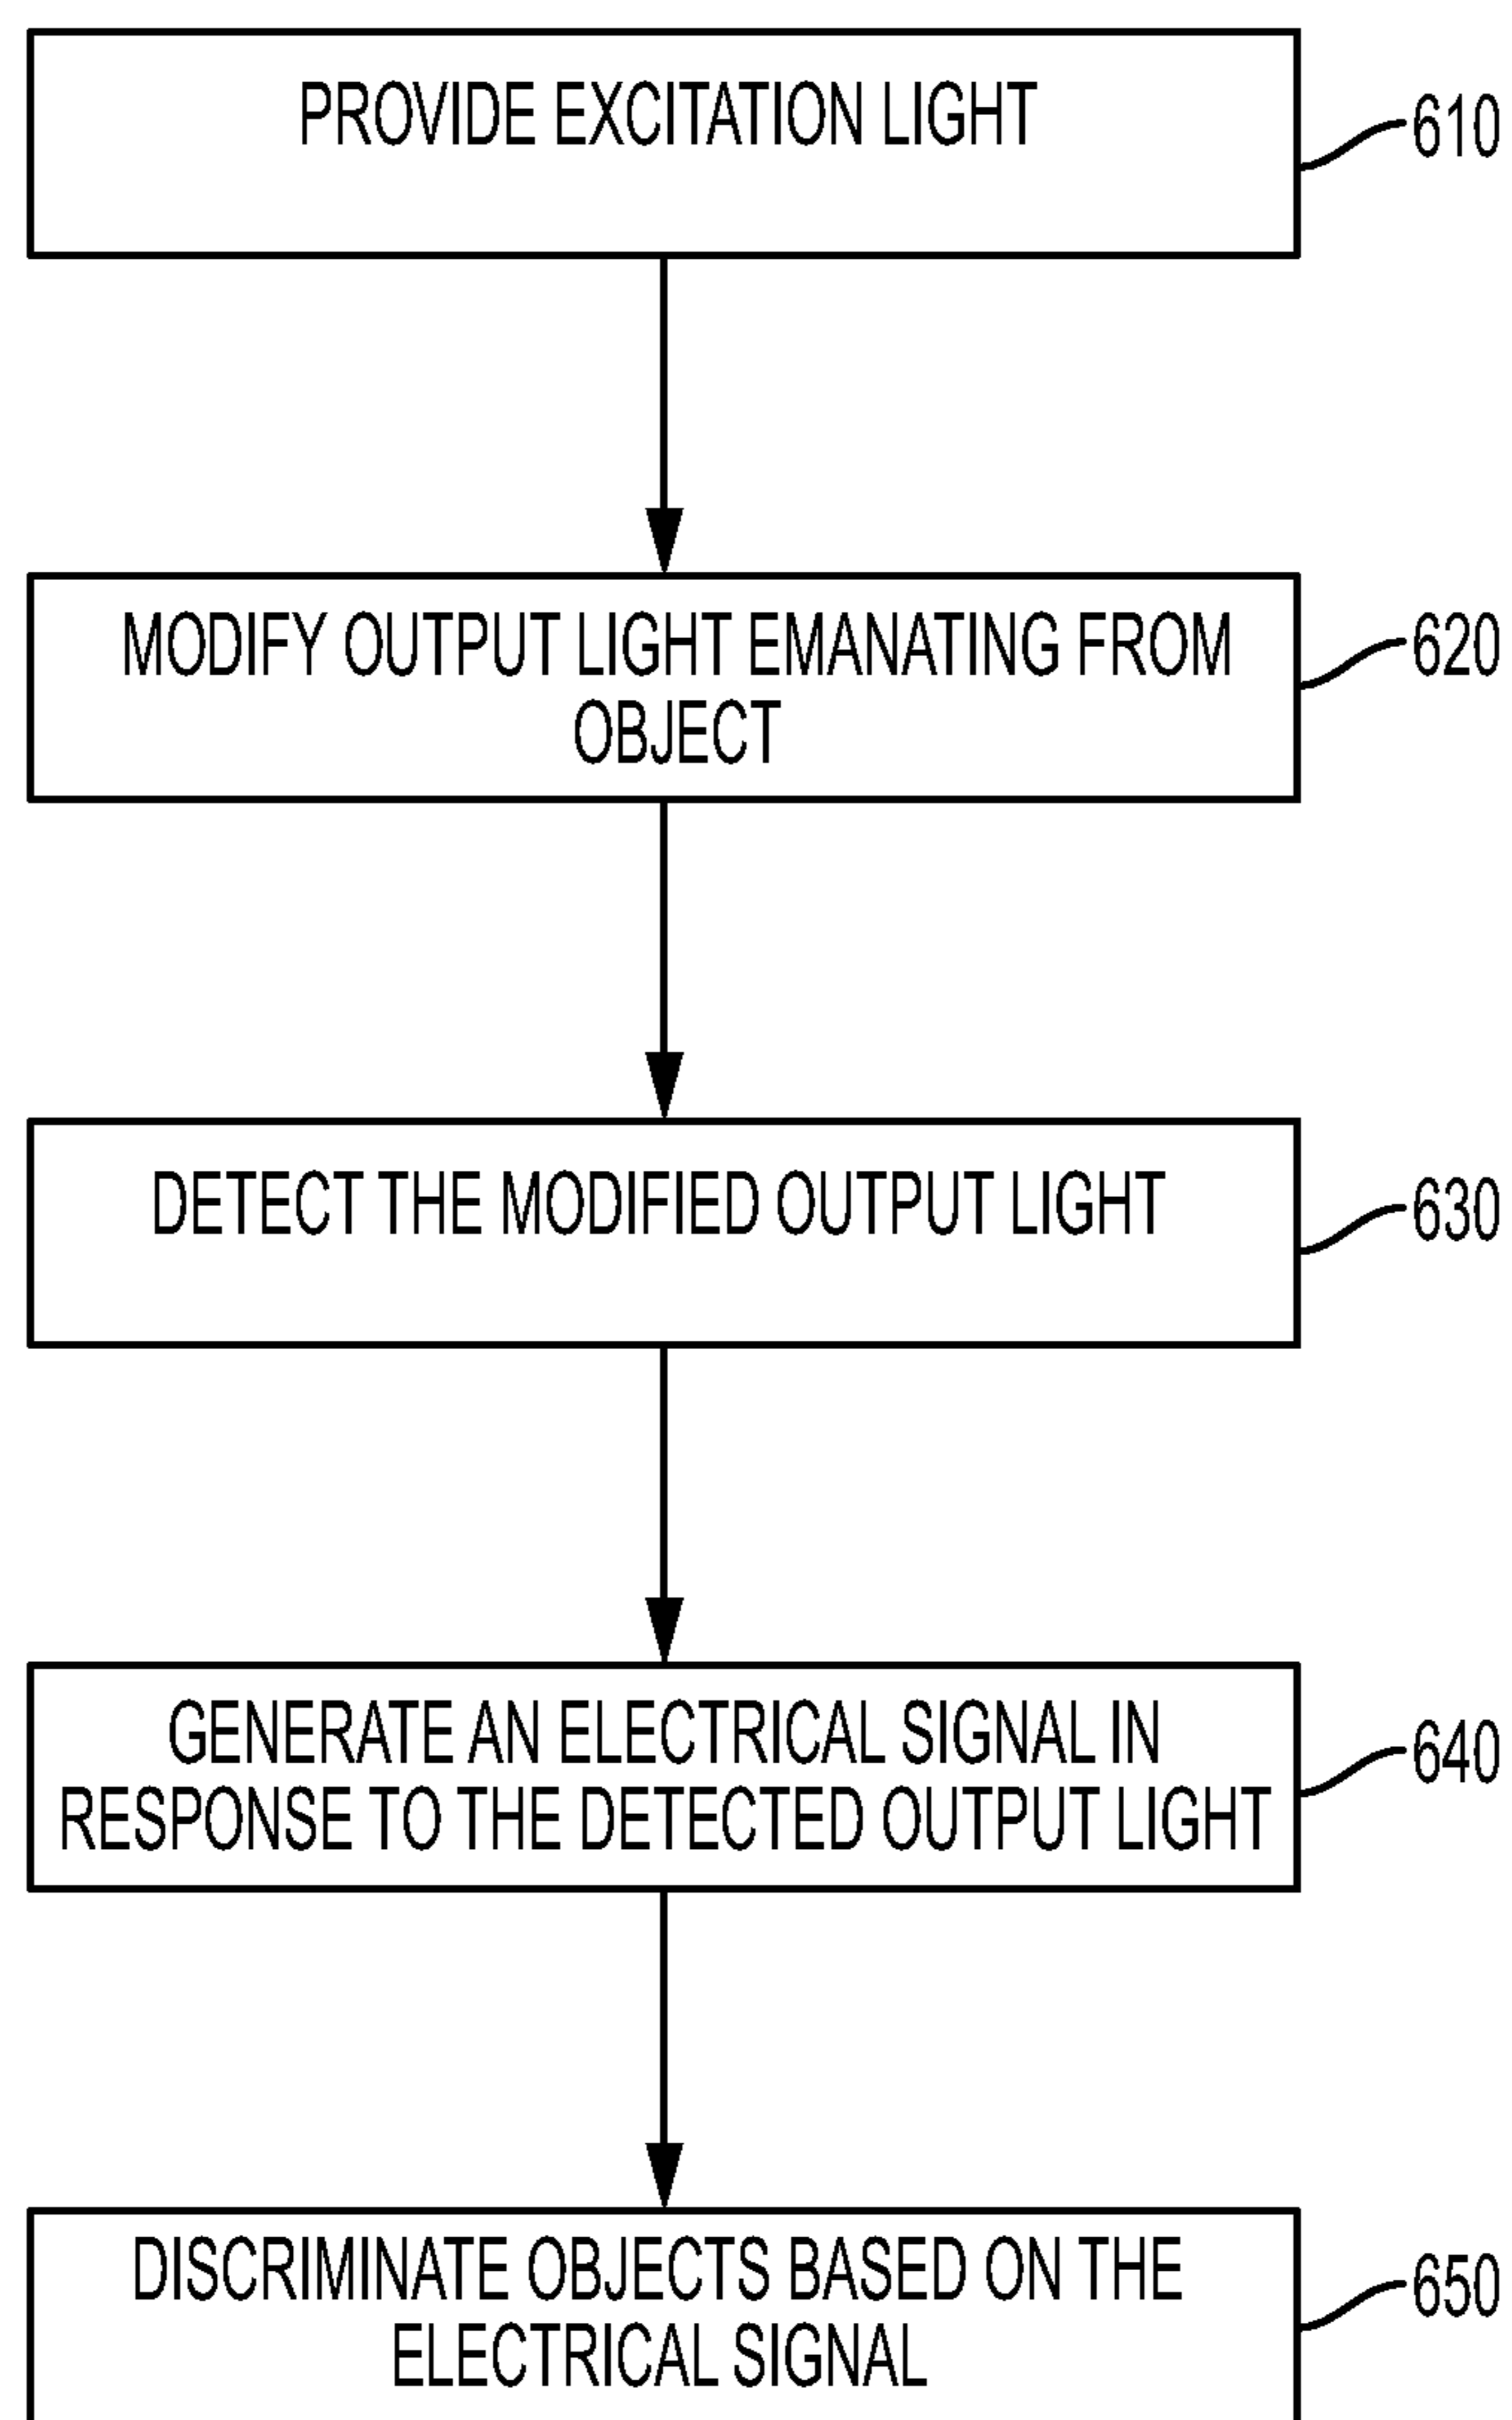 PROVIDE EXCITATION LIGHT
610
MODIFY OUTPUT LIGHT EMANATING FROM
OBJECT
620
DETECT THE MODIFIED OUTPUT LIGHT
630
GENERATE AN ELECTRICAL SIGNAL IN
RESPONSE TO THE DETECTED OUTPUT LIGHT
640
DISCRIMINATE OBJECTS BASED ON THE
ELECTRICAL SIGNAL
650